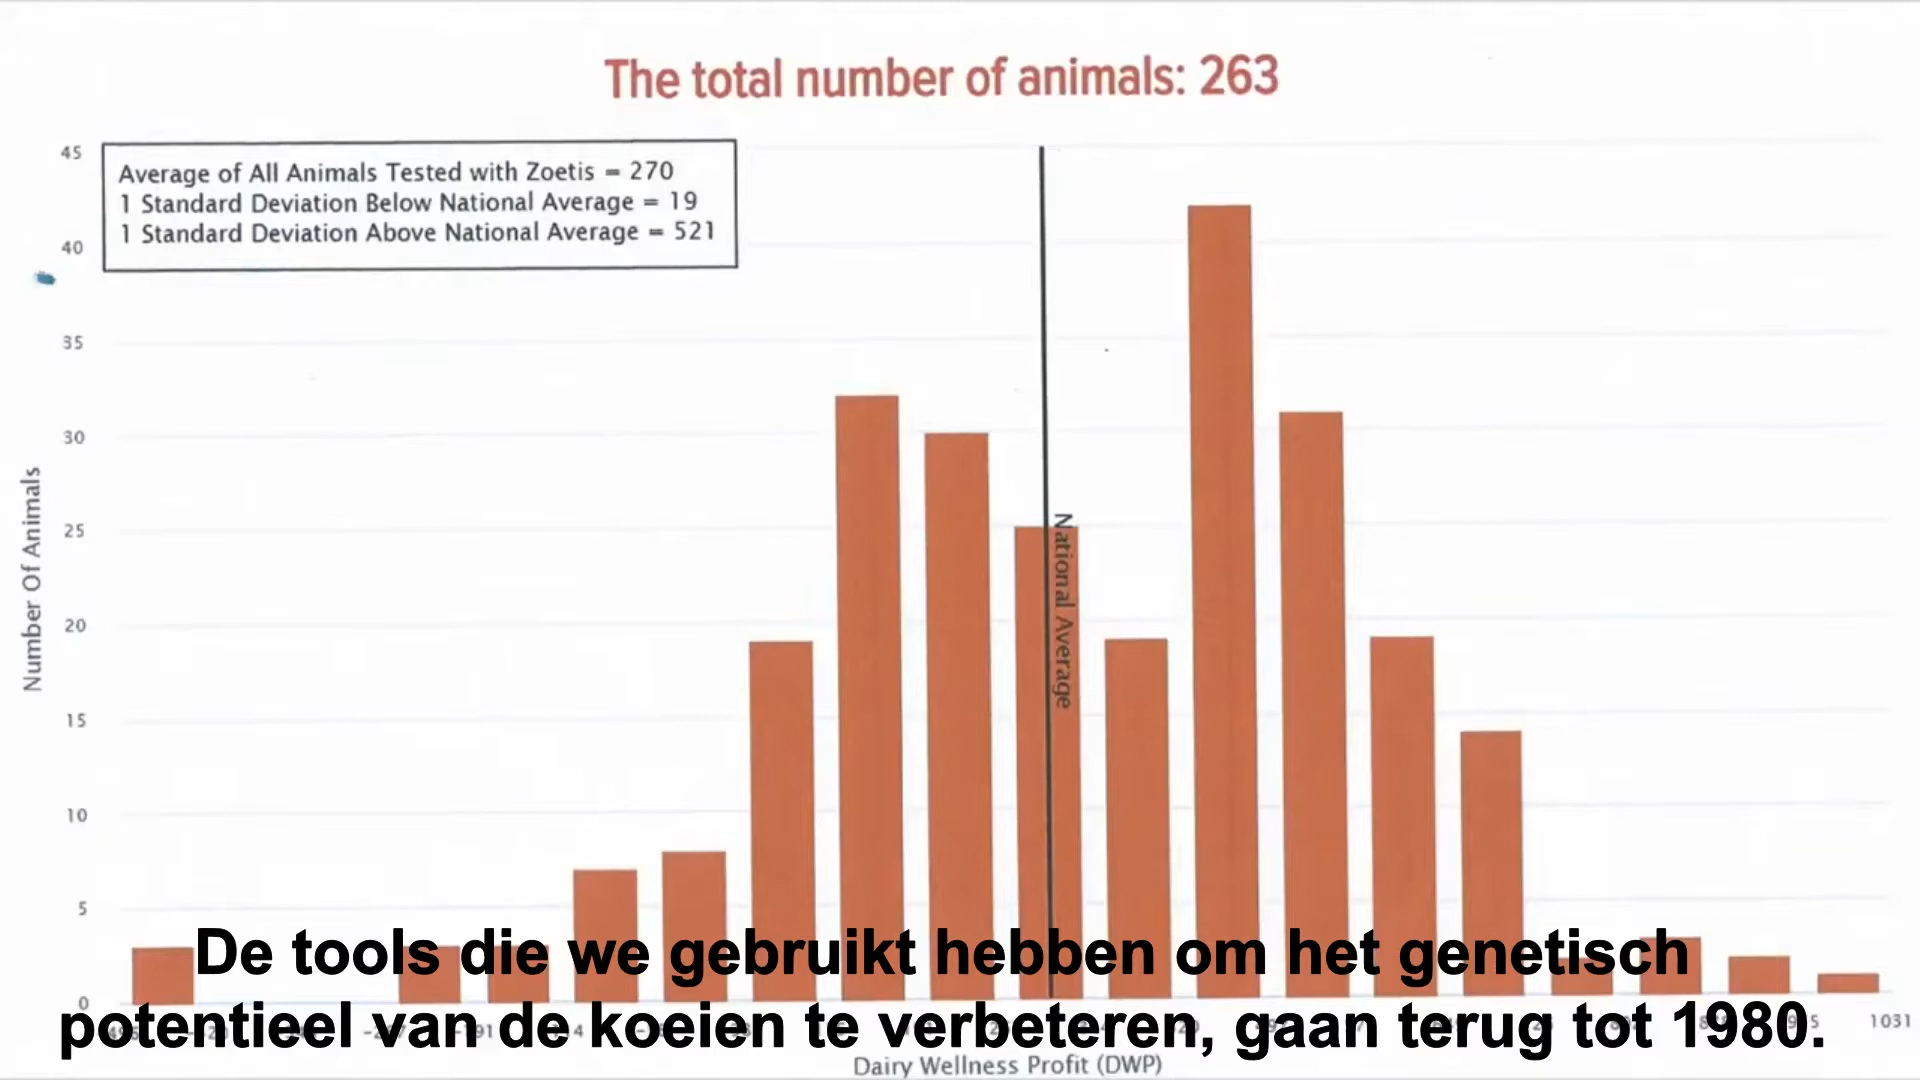 The total number of animals: 263
Average of All Animals Tested with Zoetis = 270
1 Standard Deviation Below National Average = 19
1 Standard Deviation Above National Average = 521
45
40
35
30
25
20
15
10
5
0
Number Of Animals
National Average
De tools die we gebruikt hebben om het genetisch
potentieel van de koeien te verbeteren, gaan terug tot 1980.
1031
Dairy Wellness Profit (DWP)